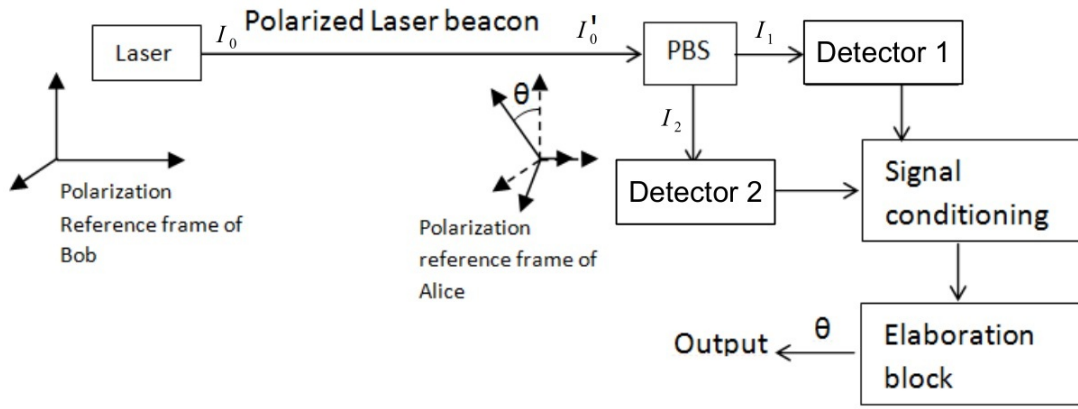 Polarized Laser beacon
Laser
I₀
I₀'
PBS
I₁
Detector 1
θ
I₂
Detector 2
Signal
conditioning
Polarization
Reference frame of
Bob
Polarization
reference frame of
Alice
Output
θ
Elaboration
block